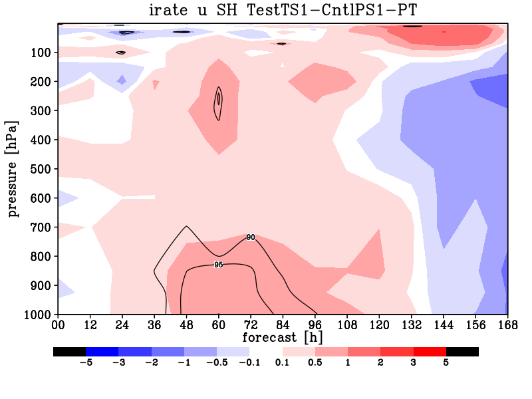 irate u SH TestTS1-CntlPS1-PT
100
200
300
400
500
600
700
800
900
1000
pressure [hPa]
90
95
00 12 24 36 48 60 72 84 96 108 120 132 144 156 168
forecast [h]
-5 -3 -2 -1 -0.5 -0.1 0.1 0.5 1 2 3 5